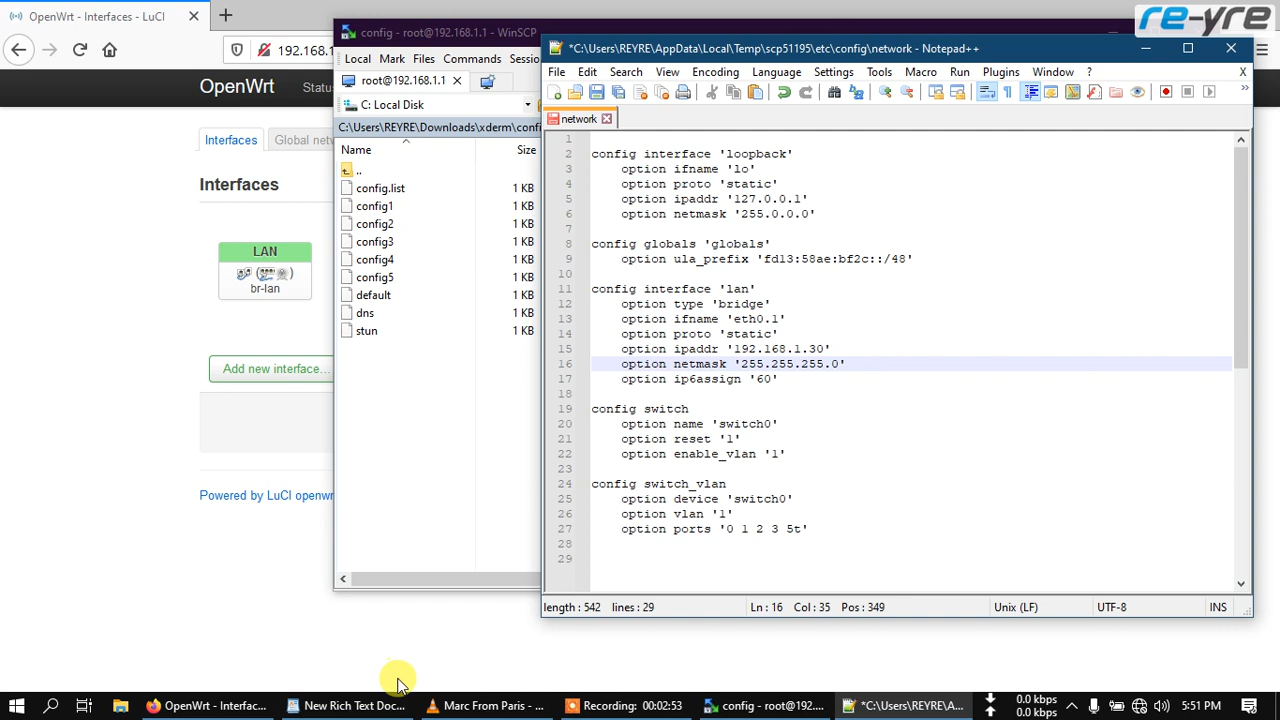 OpenWrt - Interfaces - LuCI
192.168.1
OpenWrt
Status
Interfaces
Global net
Interfaces
LAN
br-lan
Add new interface...
Powered by LuCI openwr
config - root@192.168.1.1 - WinSCP
Local Mark Files Commands Sessio
root@192.168.1.1
C: Local Disk
C:\Users\REYRE\Downloads\xderm\confi
Name Size
..
config.list 1 KB
config1 1 KB
config2 1 KB
config3 1 KB
config4 1 KB
config5 1 KB
default 1 KB
dns 1 KB
stun 1 KB
re-yre
*C:\Users\REYRE\AppData\Local\Temp\scp51195\etc\config\network - Notepad++
File Edit Search View Encoding Language Settings Tools Macro Run Plugins Window ? X
network
1
2 config interface 'loopback'
3 option ifname 'lo'
4 option proto 'static'
5 option ipaddr '127.0.0.1'
6 option netmask '255.0.0.0'
7
8 config globals 'globals'
9 option ula_prefix 'fd13:58ae:bf2c::/48'
10
11 config interface 'lan'
12 option type 'bridge'
13 option ifname 'eth0.1'
14 option proto 'static'
15 option ipaddr '192.168.1.30'
16 option netmask '255.255.255.0'
17 option ip6assign '60'
18
19 config switch
20 option name 'switch0'
21 option reset '1'
22 option enable_vlan '1'
23
24 config switch_vlan
25 option device 'switch0'
26 option vlan '1'
27 option ports '0 1 2 3 5t'
28
29
length : 542 lines : 29 Ln : 16 Col : 35 Pos : 349 Unix (LF) UTF-8 INS
OpenWrt - Interfac...
New Rich Text Doc...
Marc From Paris - ...
Recording: 00:02:53
config - root@192....
*C:\Users\REYRE\A...
0.0 kbps
0.0 kbps
5:51 PM